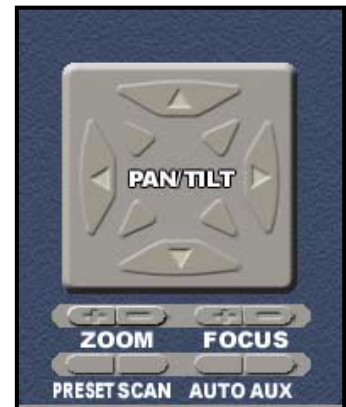 PAN/TILT
+ − + −
ZOOM FOCUS
PRESET SCAN AUTO AUX